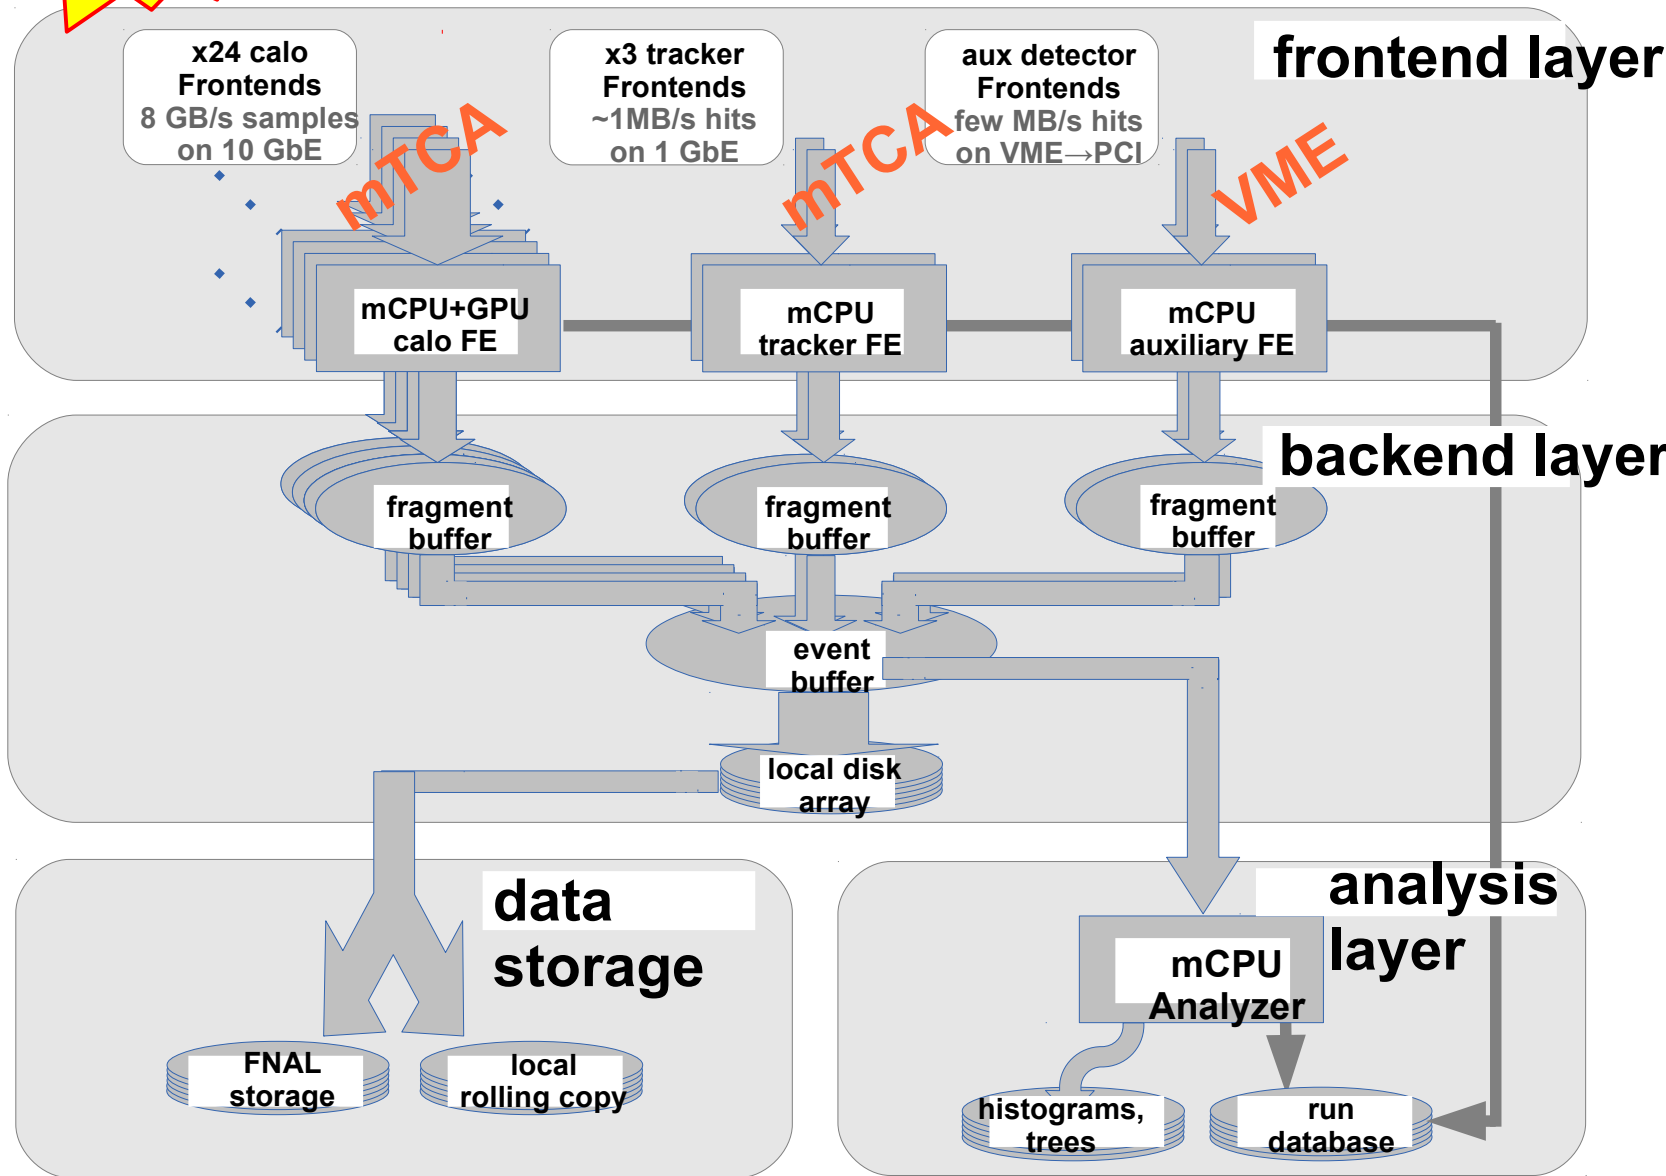 frontend layer
x24 calo
Frontends
8 GB/s samples
on 10 GbE
x3 tracker
Frontends
~1MB/s hits
on 1 GbE
aux detector
Frontends
few MB/s hits
on VME→PCI
mTCA
mTCA
VME
mCPU+GPU
calo FE
mCPU
tracker FE
mCPU
auxiliary FE
backend layer
fragment
buffer
fragment
buffer
fragment
buffer
event
buffer
local disk
array
data
storage
analysis
layer
mCPU
Analyzer
FNAL
storage
local
rolling copy
histograms,
trees
run
database